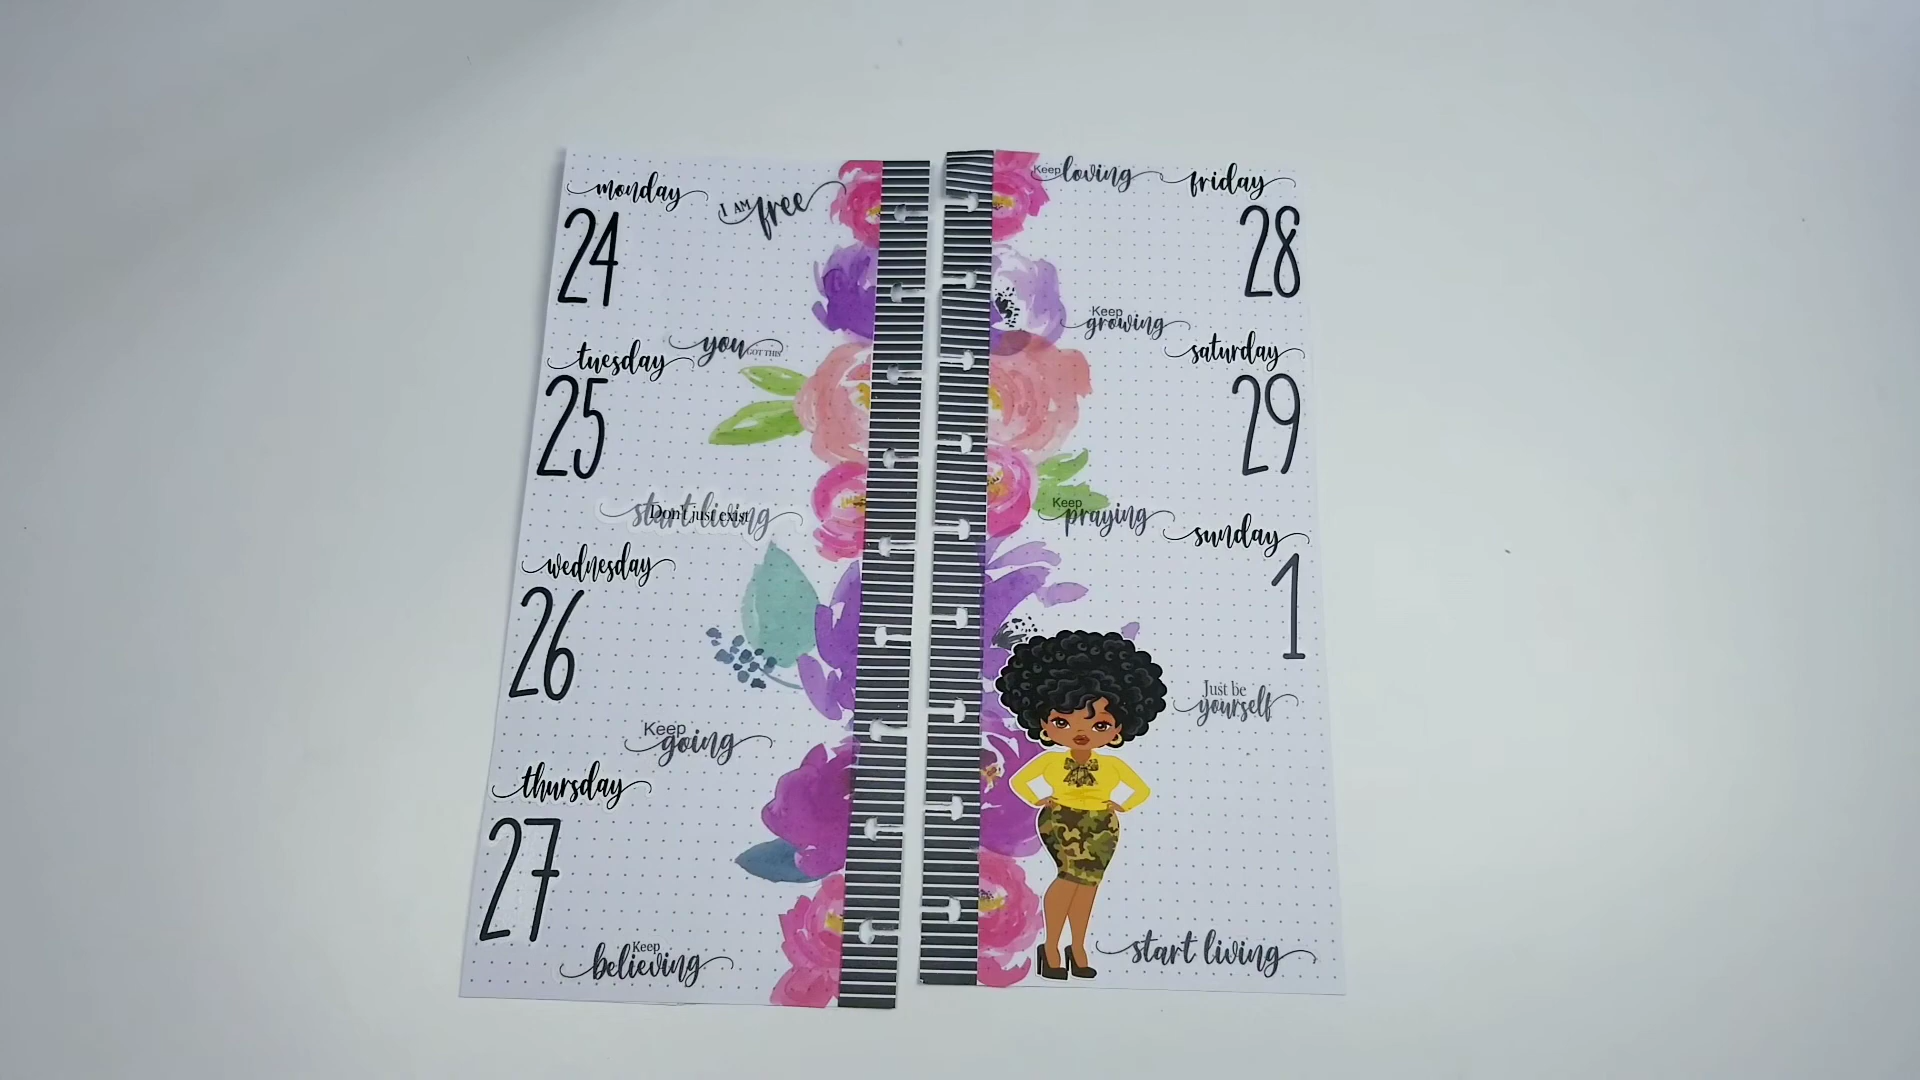 monday
I AM free
24
tuesday
you GOT THIS
25
start living
Don't just exist
wednesday
26
Keep
going
thursday
27
Keep
believing
Keep loving
friday
28
Keep
growing
saturday
29
Keep
praying
sunday
1
Just be
yourself
start living